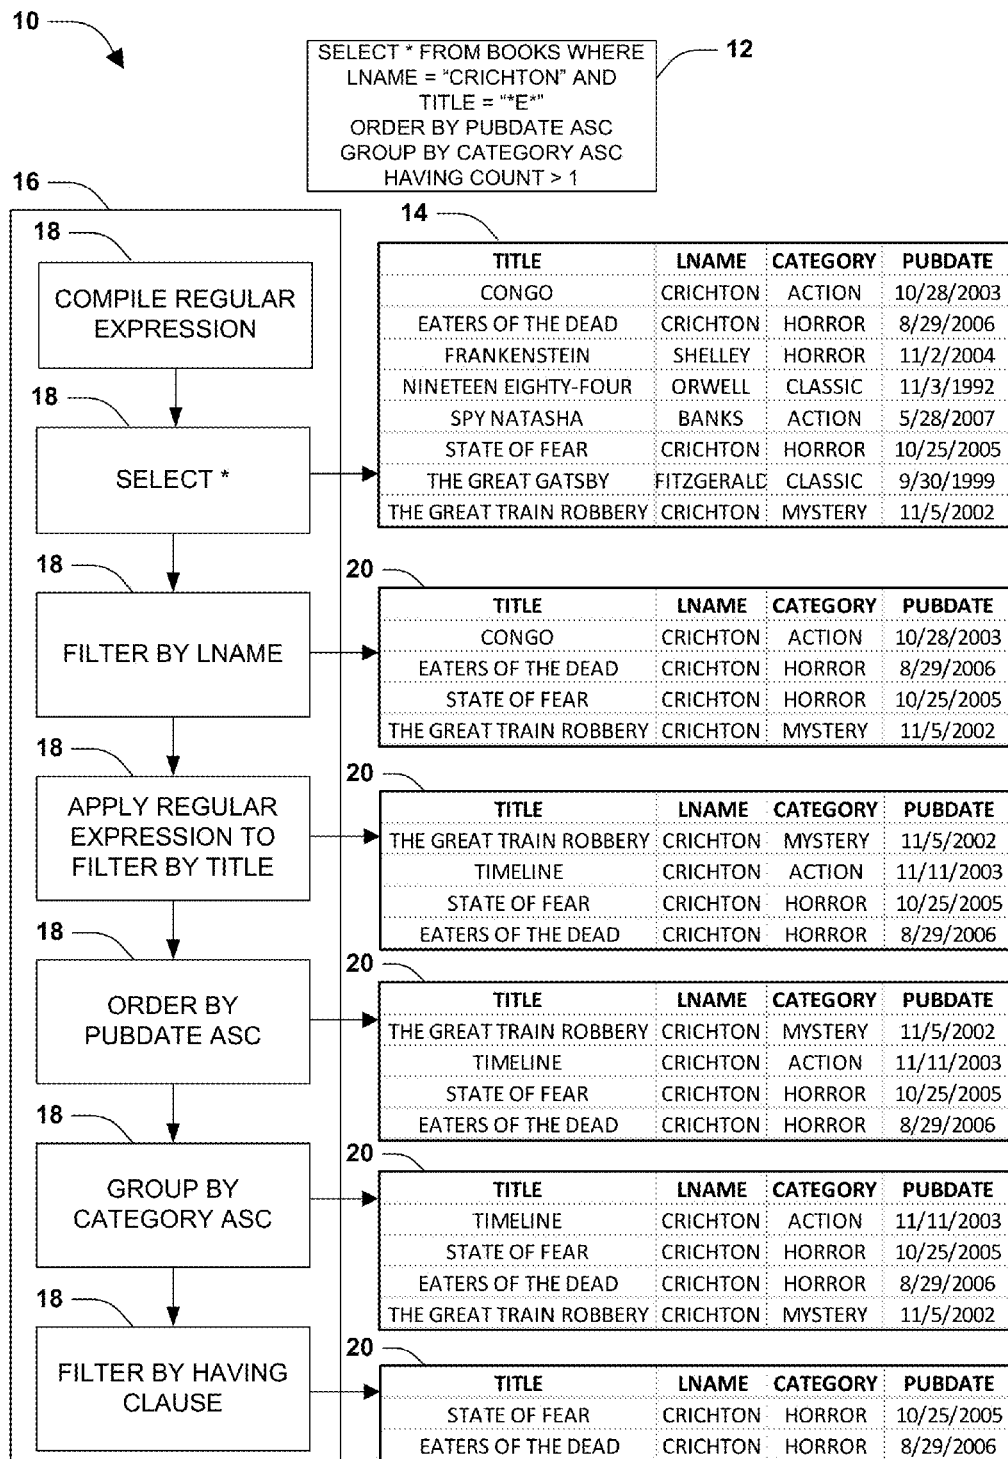 10
SELECT * FROM BOOKS WHERE
LNAME = "CRICHTON" AND
TITLE = "*E*"
ORDER BY PUBDATE ASC
GROUP BY CATEGORY ASC
HAVING COUNT > 1
12
16
18
COMPILE REGULAR
EXPRESSION
18
SELECT *
14
TITLE LNAME CATEGORY PUBDATE
CONGO CRICHTON ACTION 10/28/2003
EATERS OF THE DEAD CRICHTON HORROR 8/29/2006
FRANKENSTEIN SHELLEY HORROR 11/2/2004
NINETEEN EIGHTY-FOUR ORWELL CLASSIC 11/3/1992
SPY NATASHA BANKS ACTION 5/28/2007
STATE OF FEAR CRICHTON HORROR 10/25/2005
THE GREAT GATSBY FITZGERALD CLASSIC 9/30/1999
THE GREAT TRAIN ROBBERY CRICHTON MYSTERY 11/5/2002
18
FILTER BY LNAME
20
TITLE LNAME CATEGORY PUBDATE
CONGO CRICHTON ACTION 10/28/2003
EATERS OF THE DEAD CRICHTON HORROR 8/29/2006
STATE OF FEAR CRICHTON HORROR 10/25/2005
THE GREAT TRAIN ROBBERY CRICHTON MYSTERY 11/5/2002
18
APPLY REGULAR
EXPRESSION TO
FILTER BY TITLE
20
TITLE LNAME CATEGORY PUBDATE
THE GREAT TRAIN ROBBERY CRICHTON MYSTERY 11/5/2002
TIMELINE CRICHTON ACTION 11/11/2003
STATE OF FEAR CRICHTON HORROR 10/25/2005
EATERS OF THE DEAD CRICHTON HORROR 8/29/2006
18
ORDER BY
PUBDATE ASC
20
TITLE LNAME CATEGORY PUBDATE
THE GREAT TRAIN ROBBERY CRICHTON MYSTERY 11/5/2002
TIMELINE CRICHTON ACTION 11/11/2003
STATE OF FEAR CRICHTON HORROR 10/25/2005
EATERS OF THE DEAD CRICHTON HORROR 8/29/2006
18
GROUP BY
CATEGORY ASC
20
TITLE LNAME CATEGORY PUBDATE
TIMELINE CRICHTON ACTION 11/11/2003
STATE OF FEAR CRICHTON HORROR 10/25/2005
EATERS OF THE DEAD CRICHTON HORROR 8/29/2006
THE GREAT TRAIN ROBBERY CRICHTON MYSTERY 11/5/2002
18
FILTER BY HAVING
CLAUSE
20
TITLE LNAME CATEGORY PUBDATE
STATE OF FEAR CRICHTON HORROR 10/25/2005
EATERS OF THE DEAD CRICHTON HORROR 8/29/2006